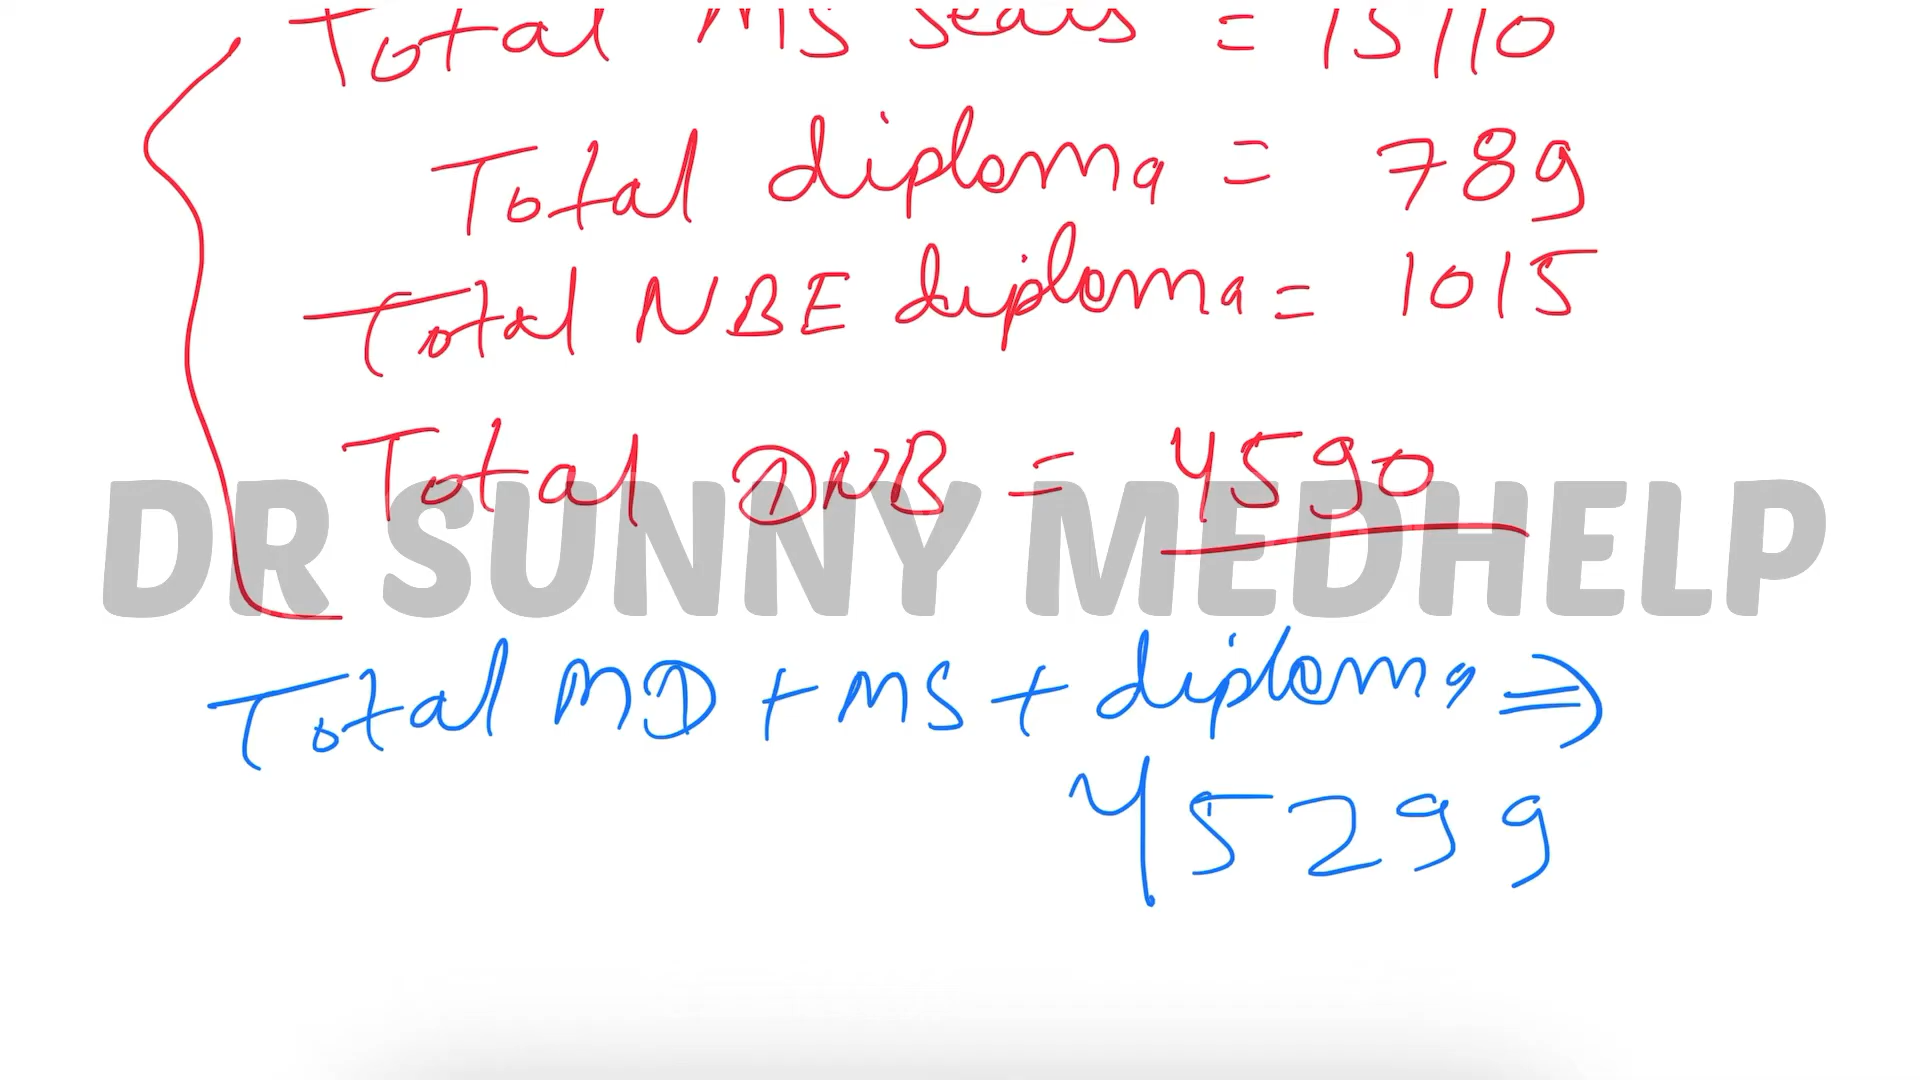 Total MS seats = 15110
Total diploma = 789
Total NBE diploma = 1015
Total DNB = 4590
DR SUNNY MEDHELP
Total MD + MS + diploma ⇒
45299